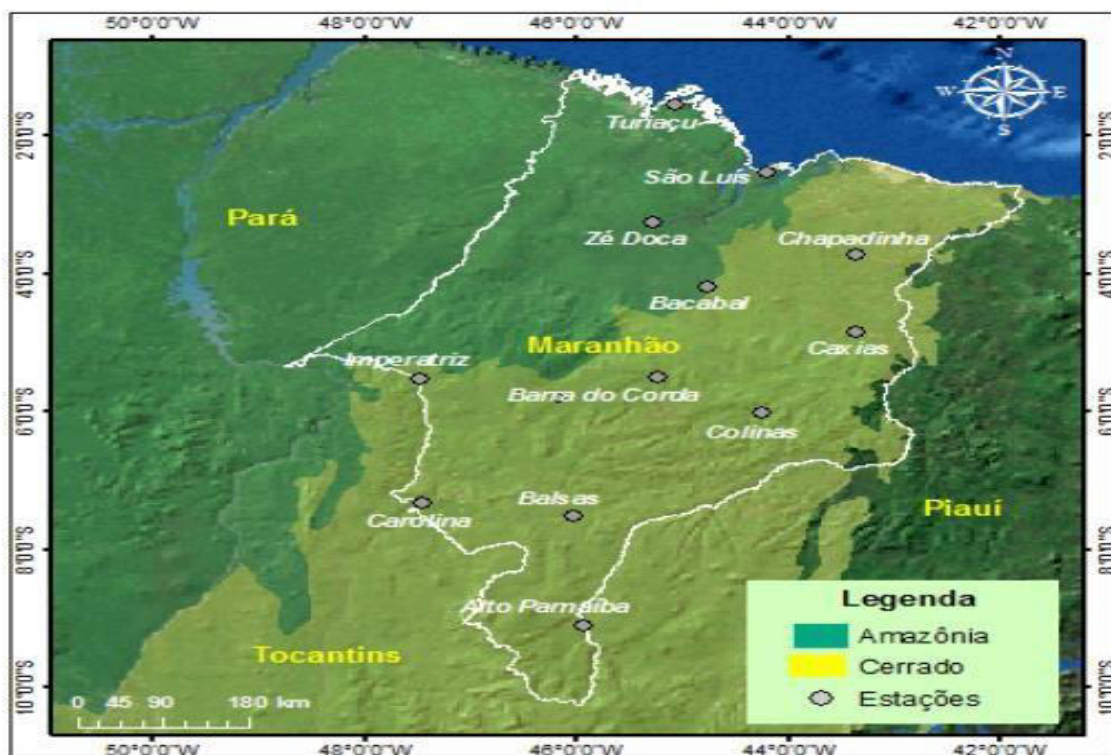 50°0'0"W 48°0'0"W 46°0'0"W 44°0'0"W 42°0'0"W
N
W E
S
Turiaçu
2°0'0"S 2°0'0"S
São Luís
Pará
Zé Doca Chapadinha
4°0'0"S 4°0'0"S
Bacabal
Maranhão Caxias
Imperatriz
Barra do Corda
6°0'0"S 6°0'0"S
Colinas
Balsas Piauí
Carolina
8°0'0"S 8°0'0"S
Alto Parnaíba
Legenda
Amazônia
Cerrado
Estações
Tocantins
10°0'0"S 10°0'0"S
0 45 90 180 km
50°0'0"W 48°0'0"W 46°0'0"W 44°0'0"W 42°0'0"W